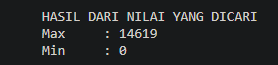 HASIL DARI NILAI YANG DICARI
Max : 14619
Min : 0